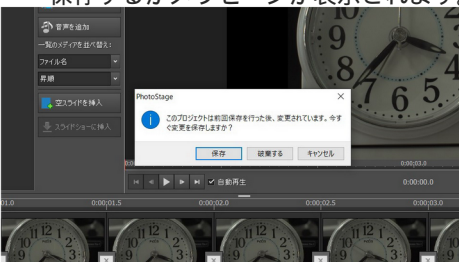 保存するかメッセージが表示されます。
音声を追加
一覧のメディアを並べ替え:
ファイル名
昇順
空スライドを挿入
スライドショーに挿入
PhotoStage
このプロジェクトは前回保存を行った後、変更されています。今す
ぐ変更を保存しますか?
保存 破棄する キャンセル
0:00:03.0
自動再生
0:00:00.0
01.0 0:00:01.5 0:00:02.0 0:00:02.5 0:00:03.0